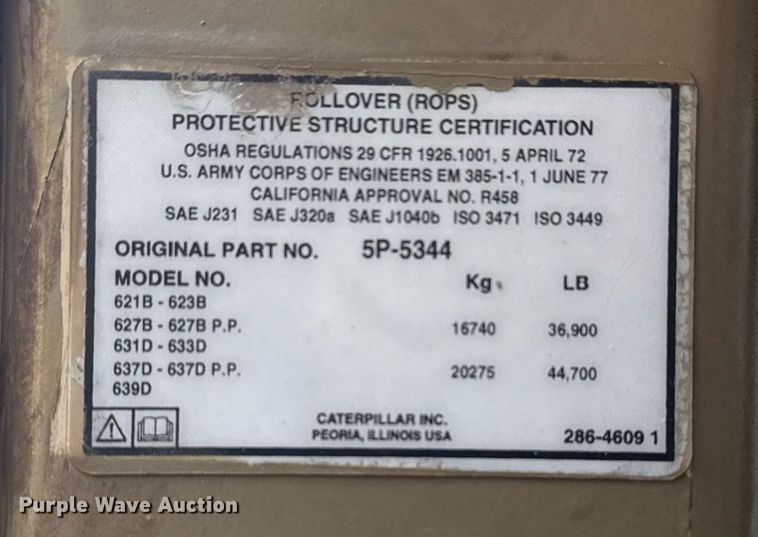 ROLLOVER (ROPS)
PROTECTIVE STRUCTURE CERTIFICATION
OSHA REGULATIONS 29 CFR 1926.1001, 5 APRIL 72
U.S. ARMY CORPS OF ENGINEERS EM 385-1-1, 1 JUNE 77
CALIFORNIA APPROVAL NO. R458
SAE J231 SAE J320a SAE J1040b ISO 3471 ISO 3449
ORIGINAL PART NO. 5P-5344
MODEL NO. Kg LB
621B - 623B
627B - 627B P.P. 16740 36,900
631D - 633D
637D - 637D P.P. 20275 44,700
639D
CATERPILLAR INC.
PEORIA, ILLINOIS USA 286-4609 1
Purple Wave Auction